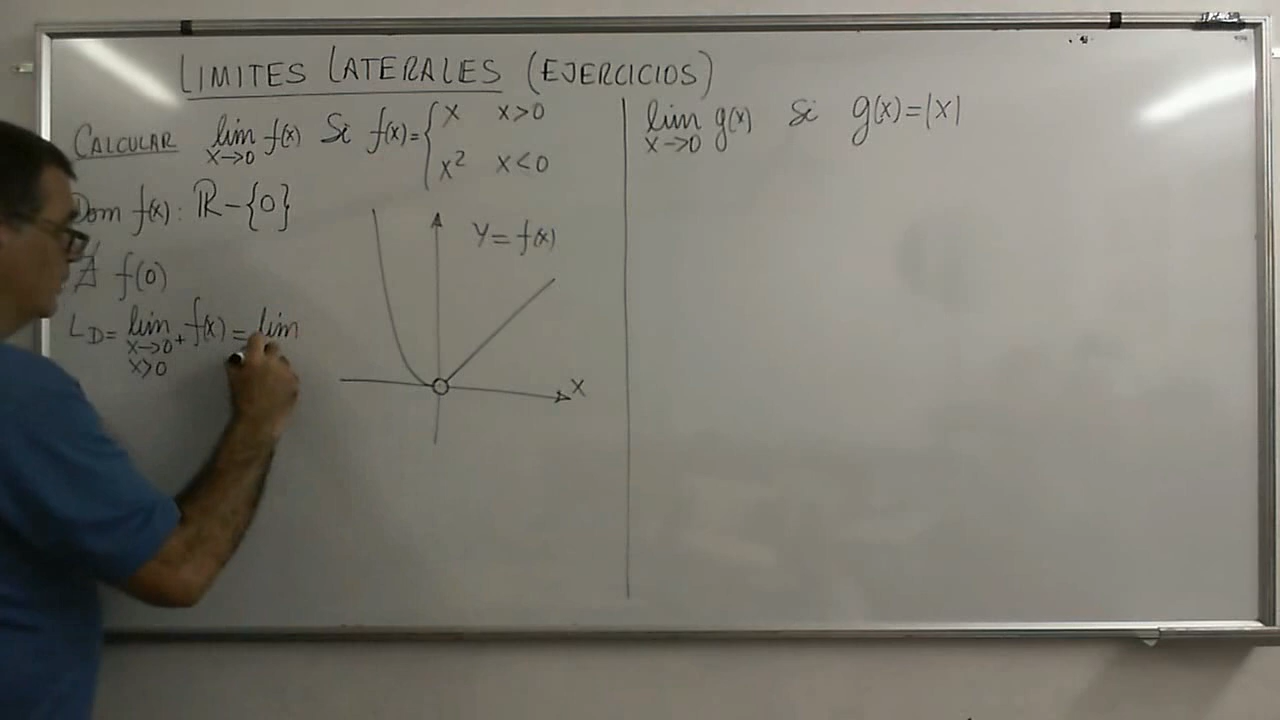 LIMITES LATERALES (EJERCICIOS)
CALCULAR lim x→0 f(x) Si f(x)= { x x>0
x² x<0
Dom f(x): ℝ-{0}
∄ f(0)
L_D= lim x→0⁺ f(x) = lim
x>0
Y= f(x)
X
lim x→0 g(x) Si g(x)=|x|